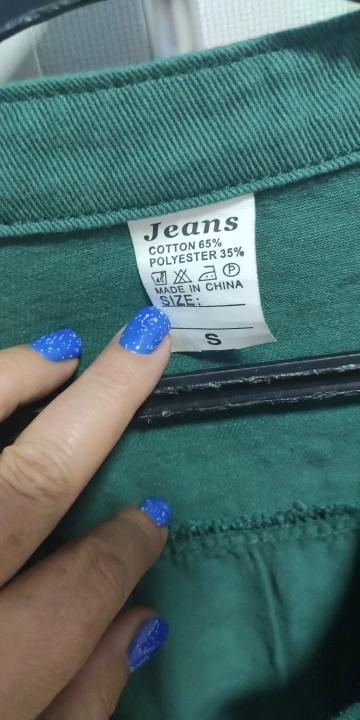 Jeans
COTTON 65%
POLYESTER 35%
MADE IN CHINA
SIZE:
S